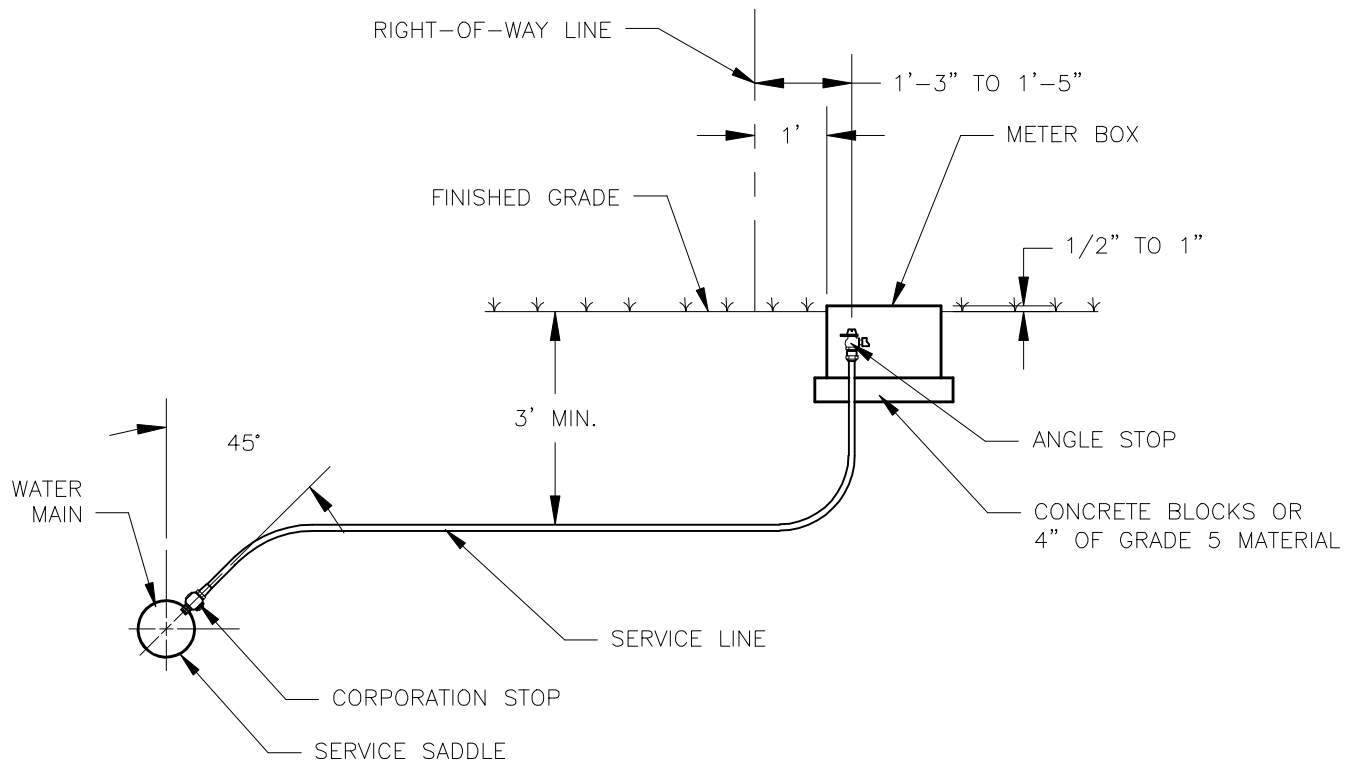 RIGHT-OF-WAY LINE
1'-3" TO 1'-5"
1'
METER BOX
FINISHED GRADE
1/2" TO 1"
3' MIN.
45°
ANGLE STOP
WATER
MAIN
CONCRETE BLOCKS OR
4" OF GRADE 5 MATERIAL
SERVICE LINE
CORPORATION STOP
SERVICE SADDLE